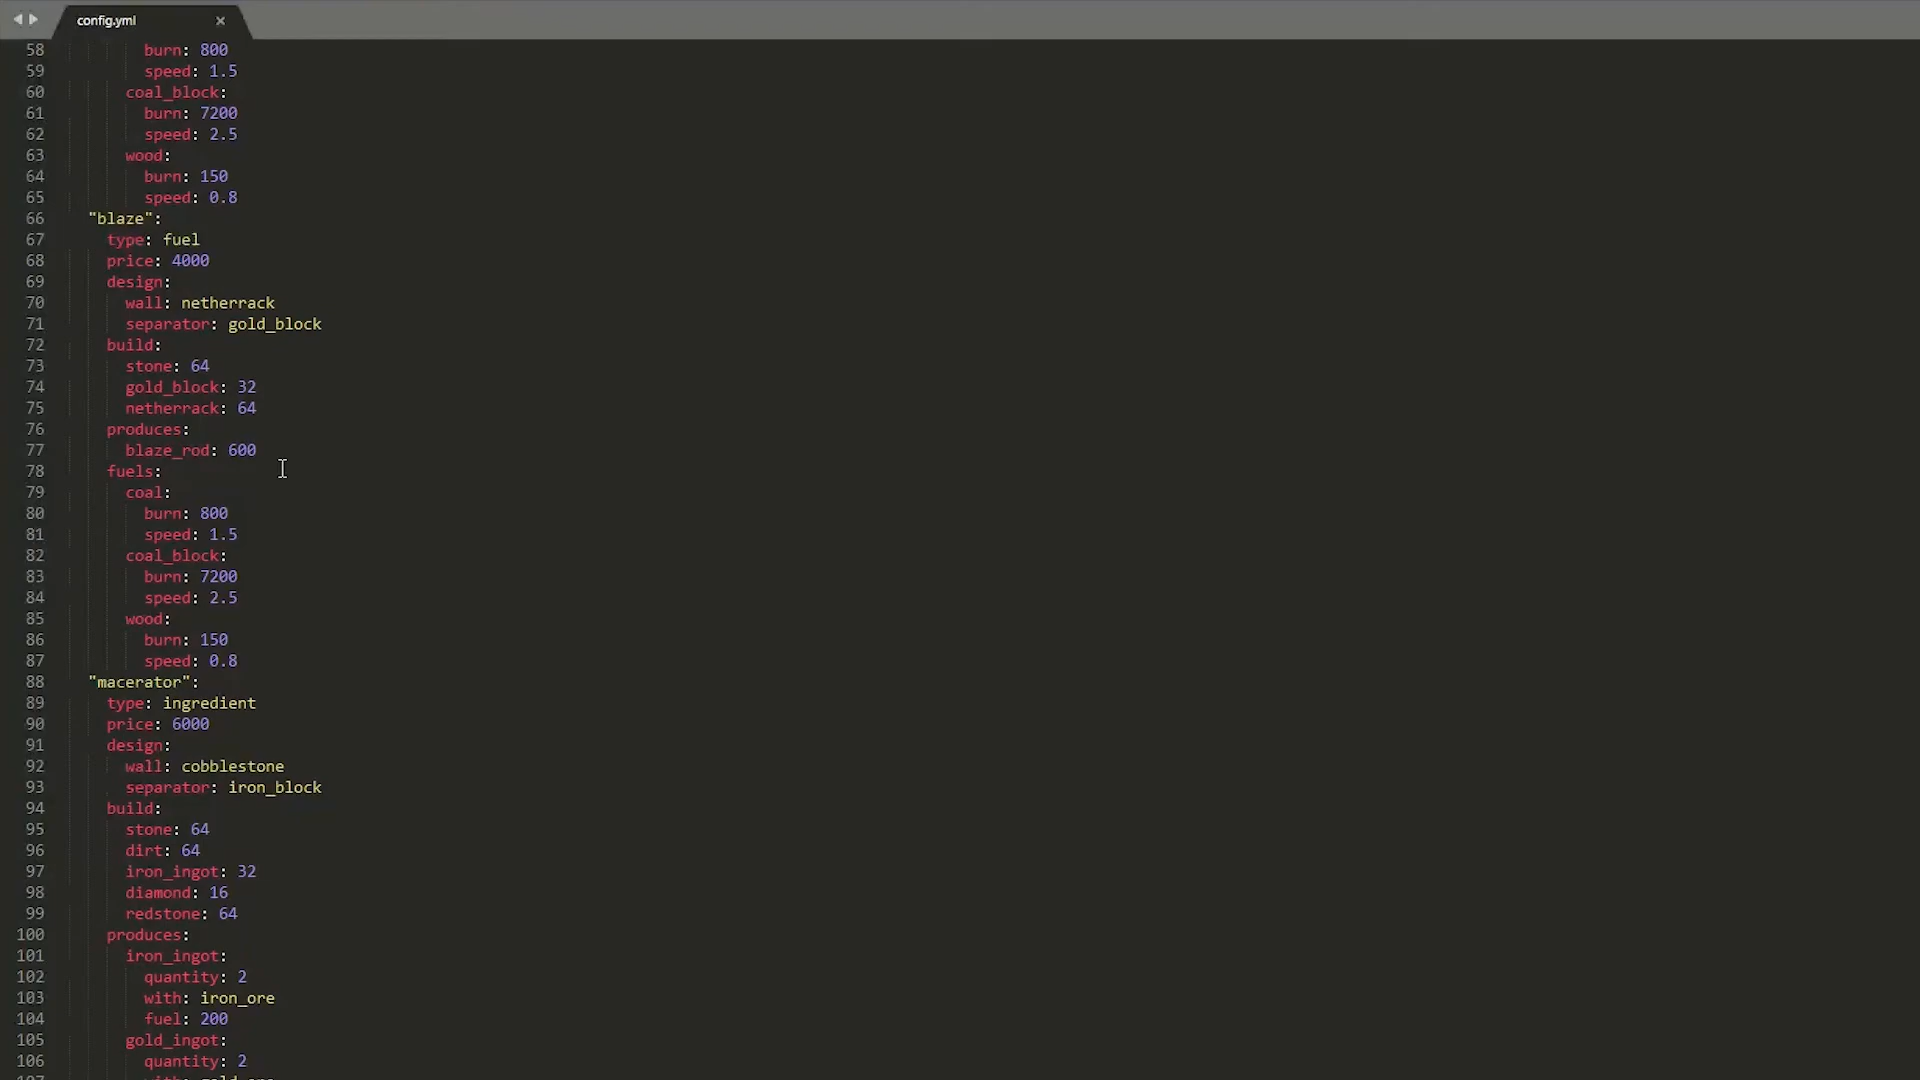 config.yml ×
58 burn: 800
59 speed: 1.5
60 coal_block:
61 burn: 7200
62 speed: 2.5
63 wood:
64 burn: 150
65 speed: 0.8
66 "blaze":
67 type: fuel
68 price: 4000
69 design:
70 wall: netherrack
71 separator: gold_block
72 build:
73 stone: 64
74 gold_block: 32
75 netherrack: 64
76 produces:
77 blaze_rod: 600
78 fuels:
79 coal:
80 burn: 800
81 speed: 1.5
82 coal_block:
83 burn: 7200
84 speed: 2.5
85 wood:
86 burn: 150
87 speed: 0.8
88 "macerator":
89 type: ingredient
90 price: 6000
91 design:
92 wall: cobblestone
93 separator: iron_block
94 build:
95 stone: 64
96 dirt: 64
97 iron_ingot: 32
98 diamond: 16
99 redstone: 64
100 produces:
101 iron_ingot:
102 quantity: 2
103 with: iron_ore
104 fuel: 200
105 gold_ingot:
106 quantity: 2